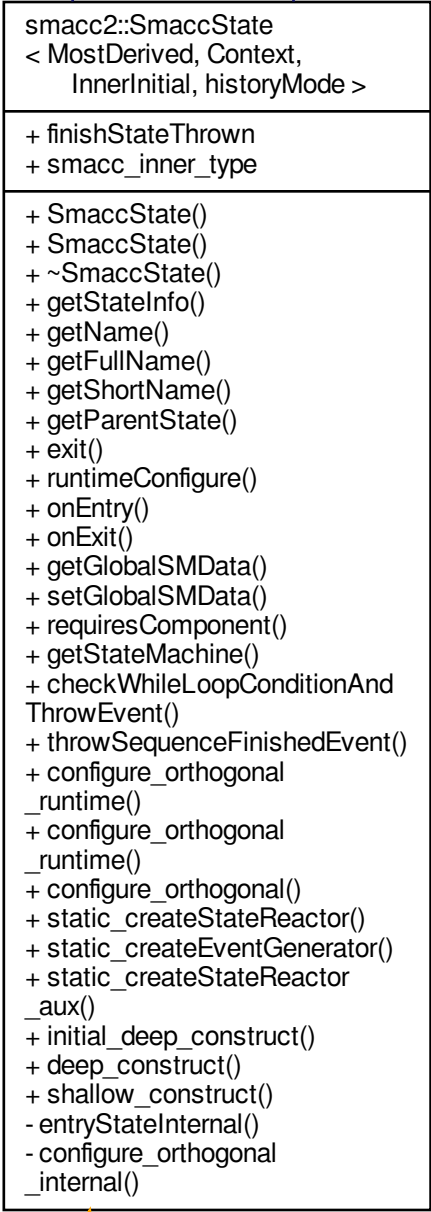 smacc2::SmaccState
< MostDerived, Context,
InnerInitial, historyMode >
+ finishStateThrown
+ smacc_inner_type
+ SmaccState()
+ SmaccState()
+ ~SmaccState()
+ getStateInfo()
+ getName()
+ getFullName()
+ getShortName()
+ getParentState()
+ exit()
+ runtimeConfigure()
+ onEntry()
+ onExit()
+ getGlobalSMData()
+ setGlobalSMData()
+ requiresComponent()
+ getStateMachine()
+ checkWhileLoopConditionAnd
ThrowEvent()
+ throwSequenceFinishedEvent()
+ configure_orthogonal
_runtime()
+ configure_orthogonal
_runtime()
+ configure_orthogonal()
+ static_createStateReactor()
+ static_createEventGenerator()
+ static_createStateReactor
_aux()
+ initial_deep_construct()
+ deep_construct()
+ shallow_construct()
- entryStateInternal()
- configure_orthogonal
_internal()